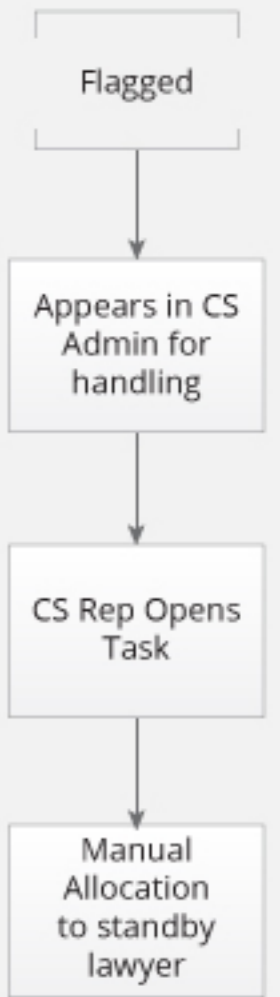 Flagged
Appears in CS
Admin for
handling
CS Rep Opens
Task
Manual
Allocation
to standby
lawyer